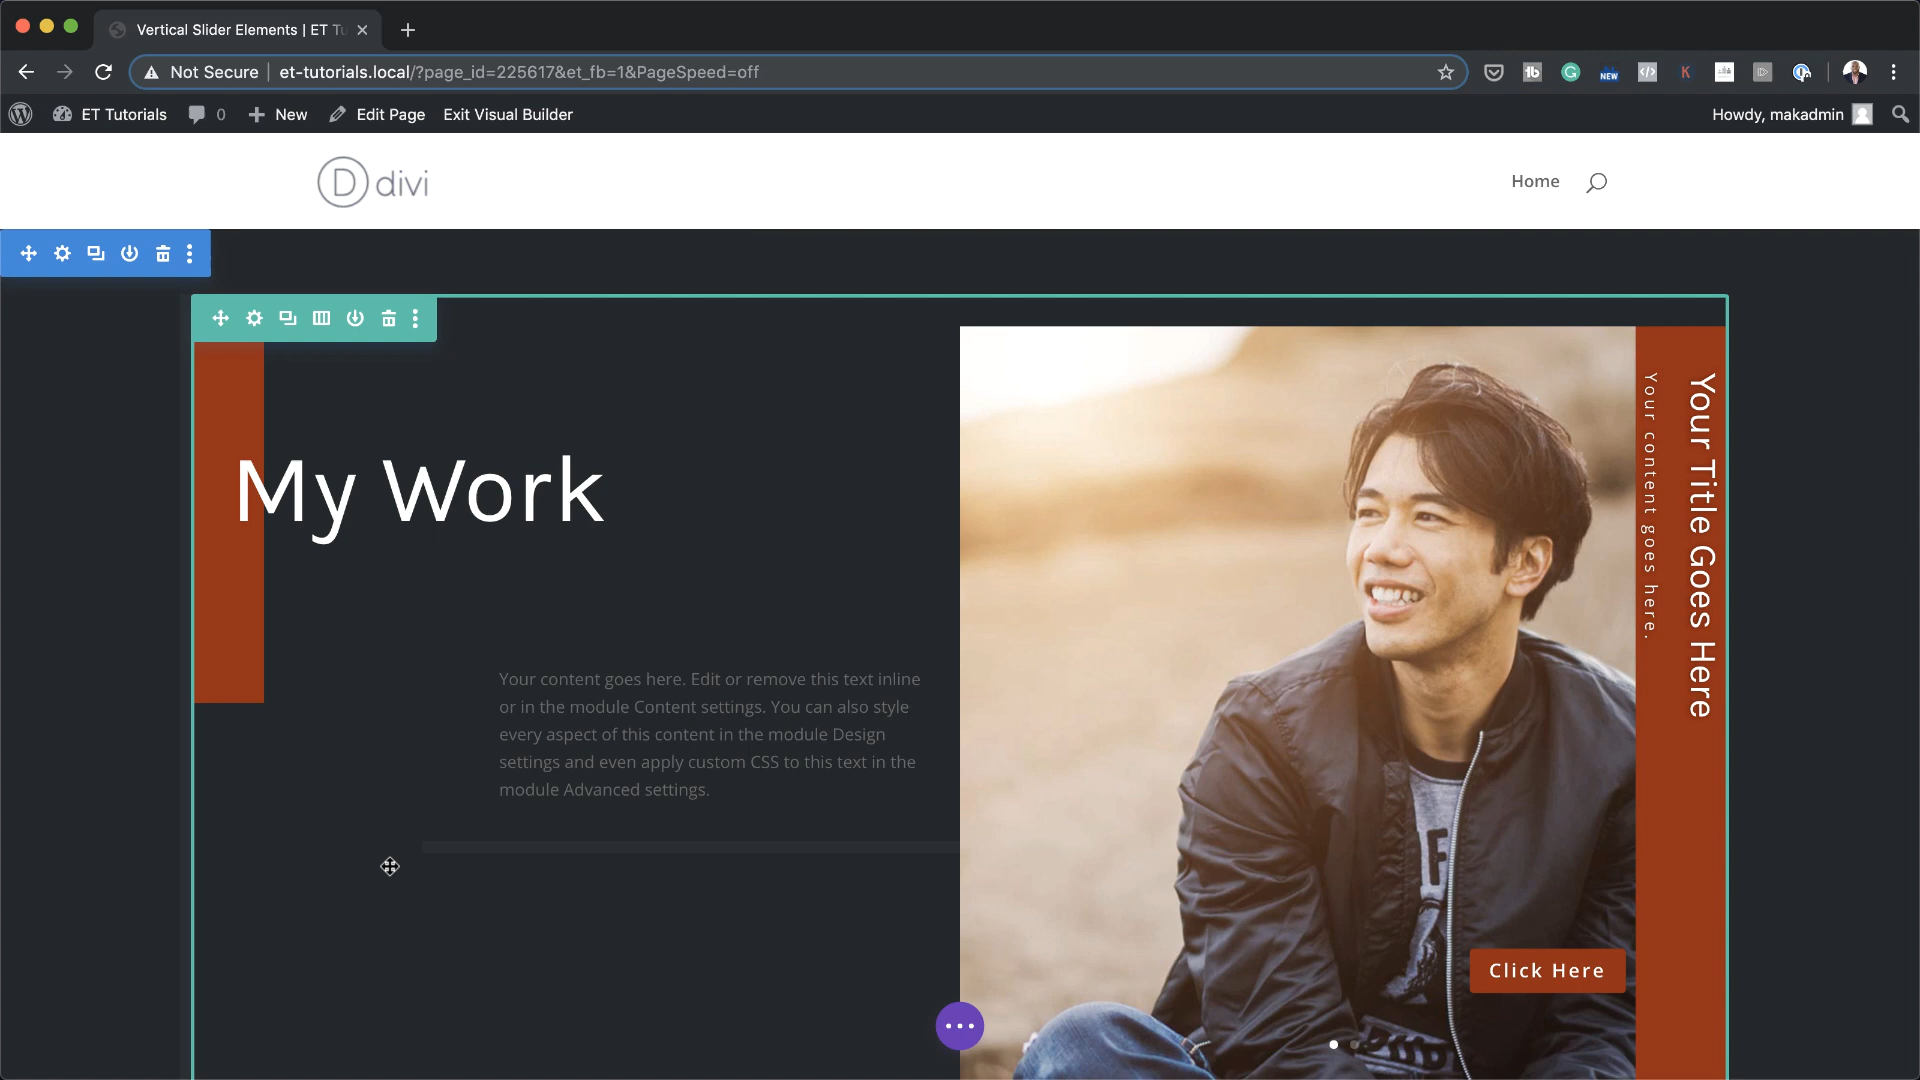 Vertical Slider Elements | ET Tu
Not Secure
et-tutorials.local/?page_id=225617&et_fb=1&PageSpeed=off
ET Tutorials
0
New
Edit Page
Exit Visual Builder
Howdy, makadmin
D divi
Home
My Work
Your content goes here. Edit or remove this text inline
or in the module Content settings. You can also style
every aspect of this content in the module Design
settings and even apply custom CSS to this text in the
module Advanced settings.
Your Title Goes Here
Your content goes here.
Click Here